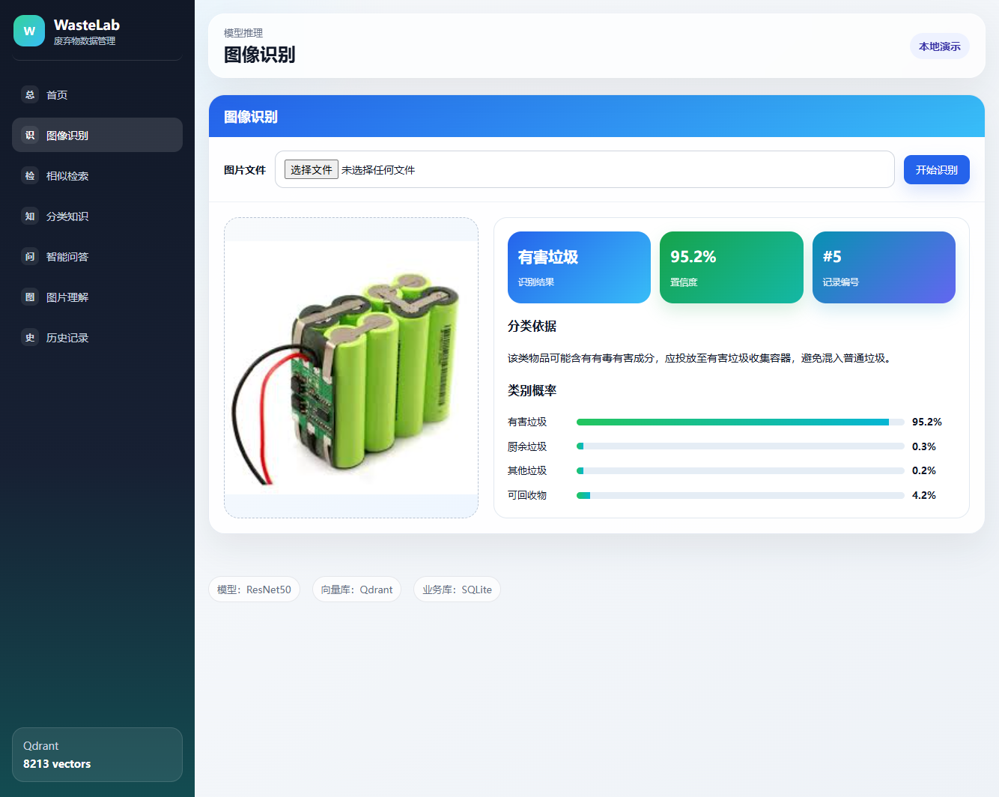 W
WasteLab
废弃物数据管理
总 首页
识 图像识别
检 相似检索
知 分类知识
问 智能问答
图 图片理解
史 历史记录
Qdrant
8213 vectors
模型推理
图像识别
本地演示
图像识别
图片文件 选择文件 未选择任何文件 开始识别
有害垃圾
识别结果
95.2%
置信度
#5
记录编号
分类依据
该类物品可能含有有毒有害成分，应投放至有害垃圾收集容器，避免混入普通垃圾。
类别概率
有害垃圾 95.2%
厨余垃圾 0.3%
其他垃圾 0.2%
可回收物 4.2%
模型：ResNet50
向量库：Qdrant
业务库：SQLite